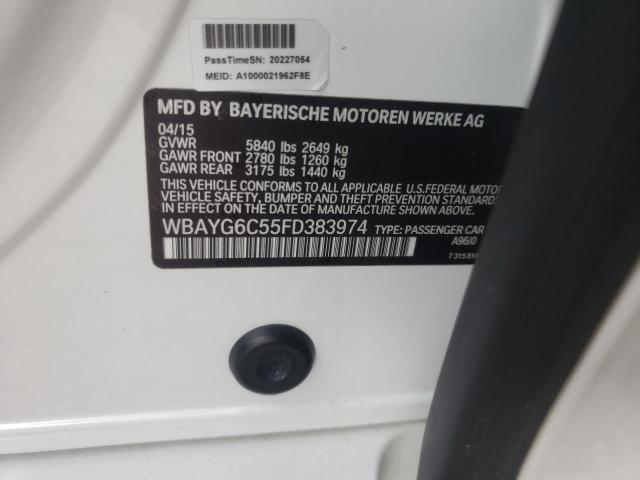 PassTimeSN: 20227054
MEID: A1000021962F8E
MFD BY BAYERISCHE MOTOREN WERKE AG
04/15
GVWR 5840 lbs 2649 kg
GAWR FRONT 2780 lbs 1260 kg
GAWR REAR 3175 lbs 1440 kg
THIS VEHICLE CONFORMS TO ALL APPLICABLE U.S.FEDERAL MOTOR
VEHICLE SAFETY, BUMPER AND THEFT PREVENTION STANDARDS
IN EFFECT ON THE DATE OF MANUFACTURE SHOWN ABOVE.
WBAYG6C55FD383974 TYPE: PASSENGER CAR
A96/0
7 315 814